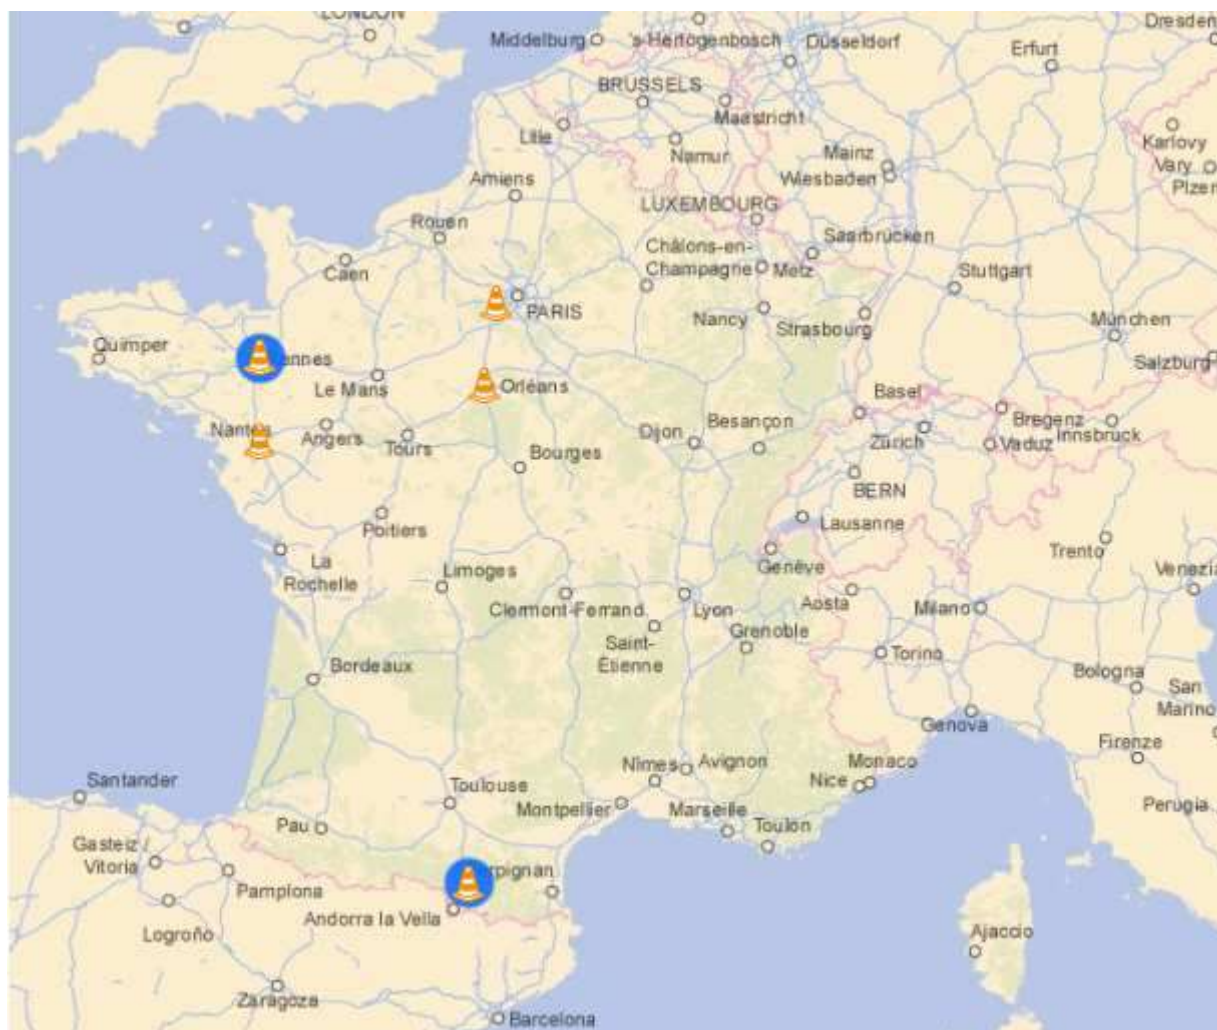 LONDON
Dresden
Middelburg
's-Hertogenbosch
Düsseldorf
Erfurt
BRUSSELS
Maastricht
Lille
Namur
Karlovy
Vary
Mainz
Wiesbaden
Plzen
Amiens
LUXEMBOURG
Rouen
Saarbrücken
Châlons-en-
Champagne
Metz
Caen
Stuttgart
PARIS
Nancy
Strasbourg
München
Quimper
ennes
Salzburg
Le Mans
Orléans
Basel
Bregenz
Innsbruck
Nantes
Angers
Tours
Dijon
Besançon
Zürich
Vaduz
Bourges
BERN
Poitiers
Lausanne
La
Rochelle
Limoges
Genève
Trento
Venezia
Clermont-Ferrand
Lyon
Aosta
Milano
Saint-
Étienne
Grenoble
Torino
Bordeaux
Bologna
San
Marino
Genova
Firenze
Santander
Toulouse
Nîmes
Avignon
Monaco
Nice
Montpellier
Marseille
Toulon
Perugia
Pau
Gasteiz /
Vitoria
Pamplona
erpignan
Andorra la Vella
Logroño
Ajaccio
Zaragoza
Barcelona